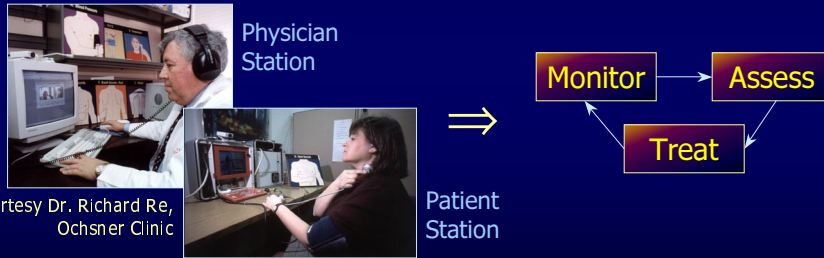 Physician
Station
rtesy Dr. Richard Re,
Ochsner Clinic
Patient
Station
⇒
Monitor
Assess
Treat